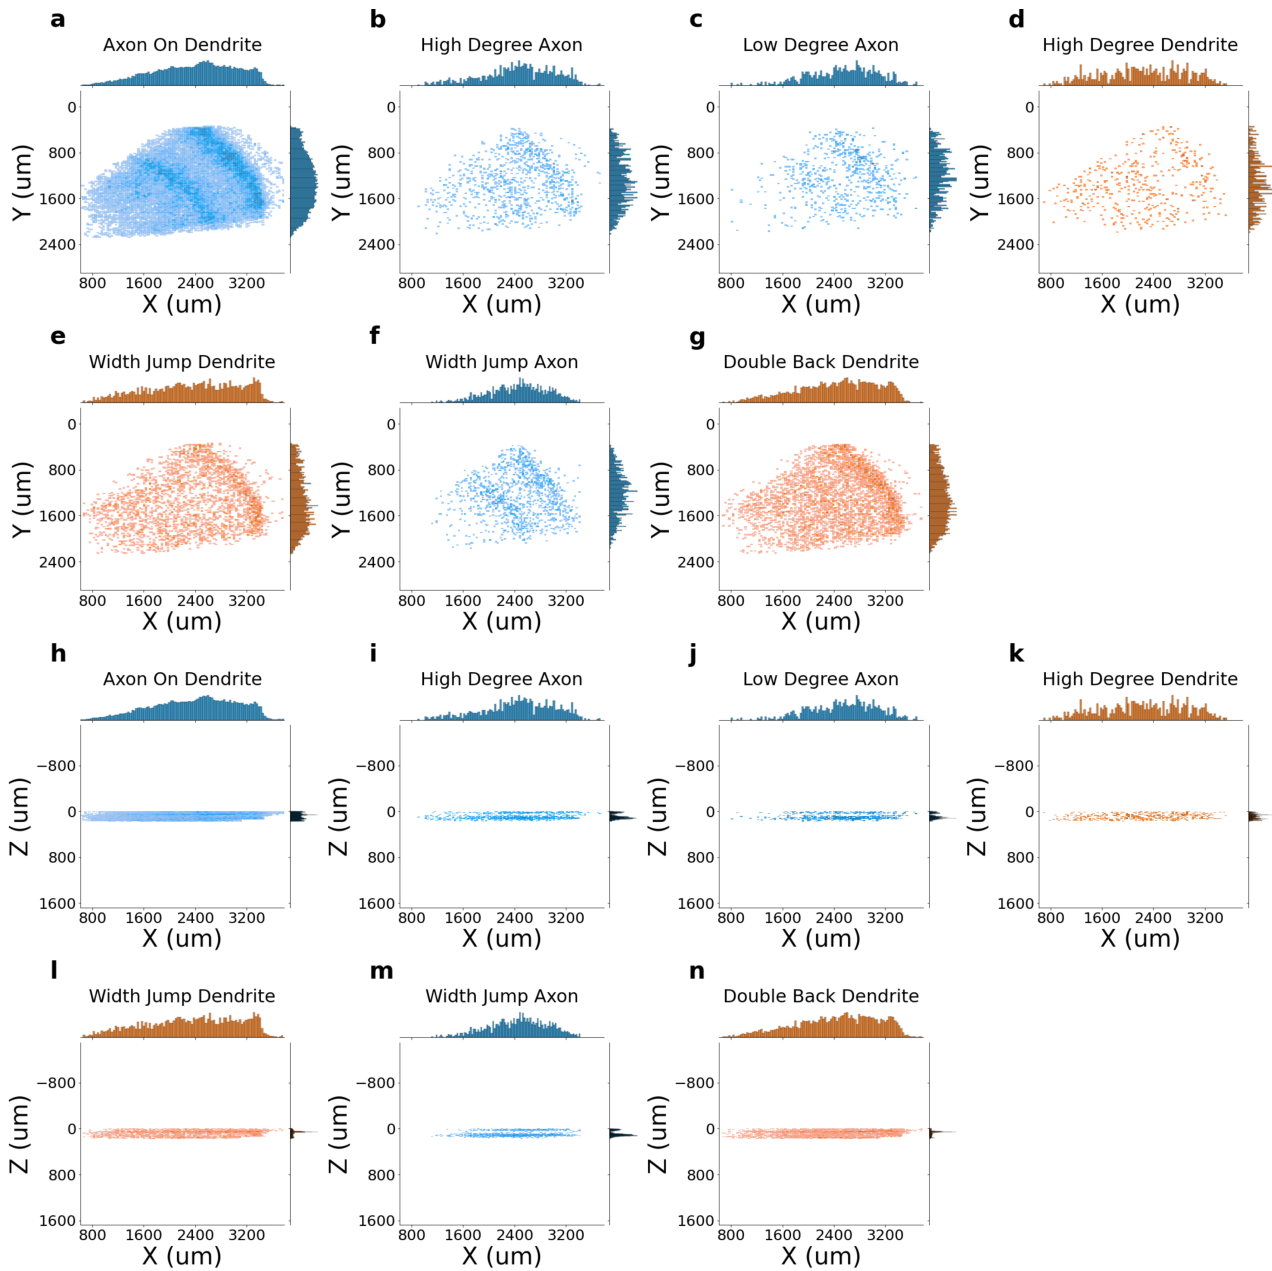 a
b
c
d
Axon On Dendrite
High Degree Axon
Low Degree Axon
High Degree Dendrite
0
800
1600
2400
Y (um)
800 1600 2400 3200
X (um)
0
800
1600
2400
Y (um)
800 1600 2400 3200
X (um)
0
800
1600
2400
Y (um)
800 1600 2400 3200
X (um)
0
800
1600
2400
Y (um)
800 1600 2400 3200
X (um)
e
f
g
Width Jump Dendrite
Width Jump Axon
Double Back Dendrite
0
800
1600
2400
Y (um)
800 1600 2400 3200
X (um)
0
800
1600
2400
Y (um)
800 1600 2400 3200
X (um)
0
800
1600
2400
Y (um)
800 1600 2400 3200
X (um)
h
i
j
k
Axon On Dendrite
High Degree Axon
Low Degree Axon
High Degree Dendrite
−800
0
800
1600
Z (um)
800 1600 2400 3200
X (um)
−800
0
800
1600
Z (um)
800 1600 2400 3200
X (um)
−800
0
800
1600
Z (um)
800 1600 2400 3200
X (um)
−800
0
800
1600
Z (um)
800 1600 2400 3200
X (um)
l
m
n
Width Jump Dendrite
Width Jump Axon
Double Back Dendrite
−800
0
800
1600
Z (um)
800 1600 2400 3200
X (um)
−800
0
800
1600
Z (um)
800 1600 2400 3200
X (um)
−800
0
800
1600
Z (um)
800 1600 2400 3200
X (um)